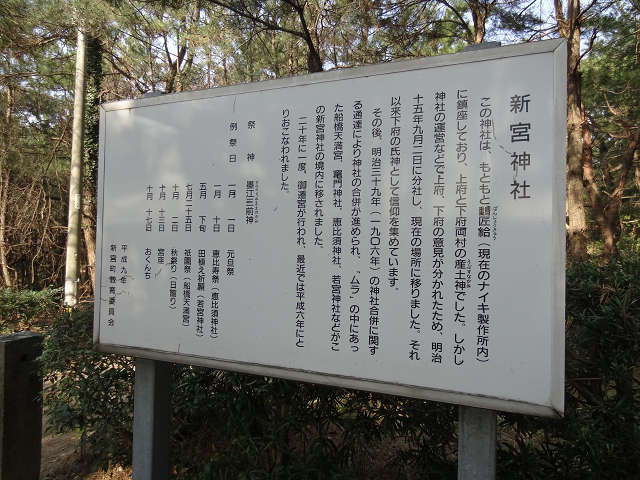 新宮神社
この神社は、もともと番匠給（現在のナイキ製作所内）
に鎮座しており、上府と下府両村の産土神でした。しかし
神社の運営などで上府、下府の意見が分かれたため、明治
十五年九月二日に分社し、現在の場所に移りました。それ
以来下府の氏神として信仰を集めています。
その後、明治三十九年（一九〇六年）の神社合併に関す
る通達により神社の合併が進められ、“ムラ”の中にあっ
た船橋天満宮、竈門神社、恵比須神社、若宮神社などがこ
の新宮神社の境内に移されました。
二十年に一度、御遷宮が行われ、最近では平成六年にと
りおこなわれました。
祭神 墨江三前神
例祭日 一月 一日 元旦祭
一月 十日 恵比寿祭（恵比須神社）
五月 下旬 田植え祈願（若宮神社）
七月二十五日 祇園祭（船橋天満宮）
十月 二日 秋祭り（日籠り）
十月 十三日 宮座
十月 十七日 おくんち
平成九年
新宮町教育委員会